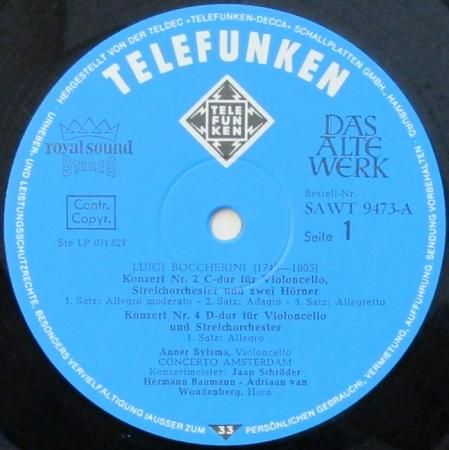 URHEBER- UND LEISTUNGSSCHUTZRECHTE, BESONDERS VERVIELFÄLTIGUNG (AUSSER ZUM PERSÖNLICHEN GEBRAUCH), VERMIETUNG, AUFFÜHRUNG, SENDUNG VORBEHALTEN
HERGESTELLT VON DER TELDEC »TELEFUNKEN-DECCA« SCHALLPLATTEN GMBH., HAMBURG
TELEFUNKEN
TELE
FUN
KEN
royal sound
STEREO
DAS
ALTE
WERK
Contr.
Copyr.
Ste LP 071 027
Bestell-Nr.
SAWT 9473-A
Seite 1
LUIGI BOCCHERINI (1743—1805)
Konzert Nr. 2 C-dur für Violoncello,
Streichorchester und zwei Hörner
1. Satz: Allegro moderato - 2. Satz: Adagio - 3. Satz: Allegretto
Konzert Nr. 4 D-dur für Violoncello
und Streichorchester
1. Satz: Allegro
Anner Bylsma, Violoncello
CONCERTO AMSTERDAM
Konzertmeister: Jaap Schröder
Hermann Baumann - Adriaan van
Woudenberg, Horn
33